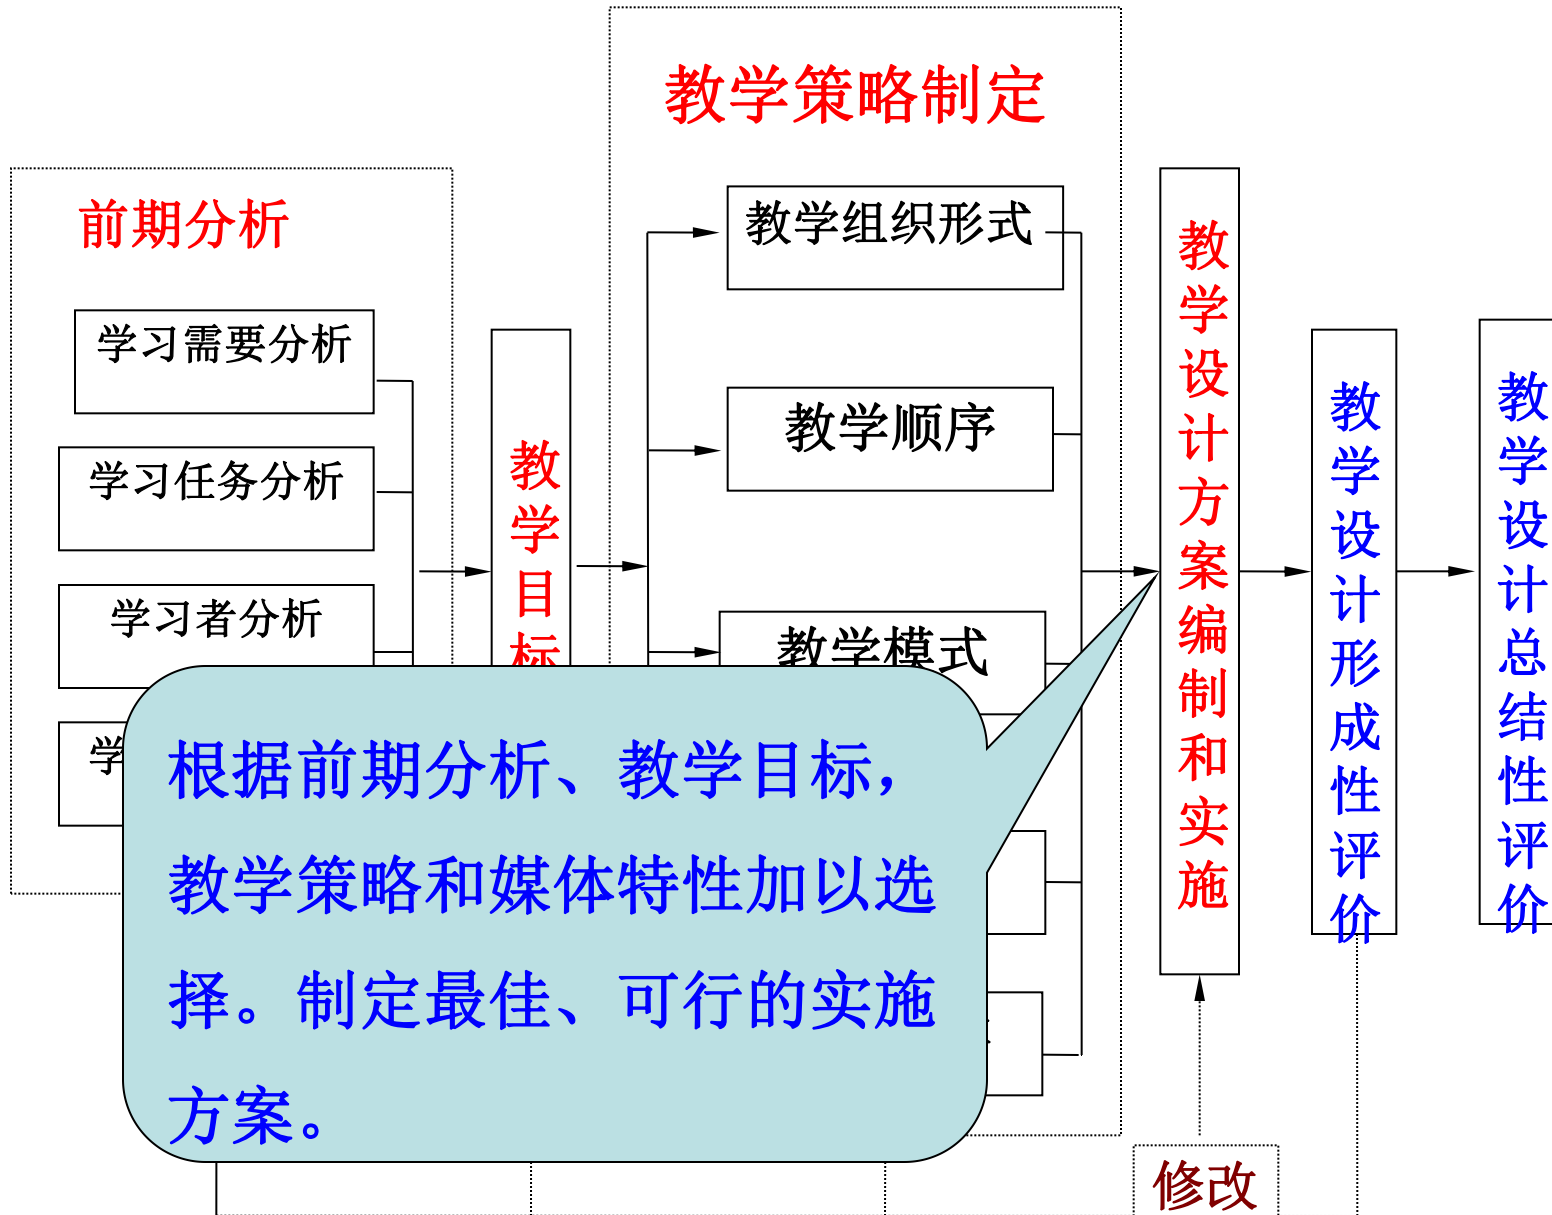 教学策略制定
前期分析
教学组织形式
学习需要分析
教学顺序
学习任务分析
学习者分析
教学模式
学
教学目标
教学设计方案编制和实施
教学设计形成性评价
教学设计总结性评价
根据前期分析、教学目标，
教学策略和媒体特性加以选
择。制定最佳、可行的实施
方案。
修改